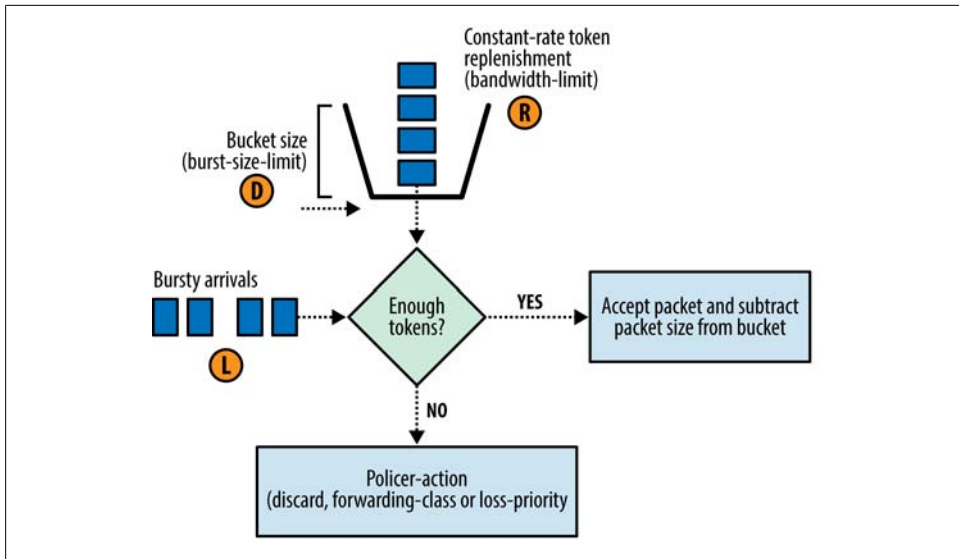 Constant-rate token
replenishment
(bandwidth-limit)
R
Bucket size
(burst-size-limit)
D
Bursty arrivals
L
Enough
tokens?
YES
Accept packet and subtract
packet size from bucket
NO
Policer-action
(discard, forwarding-class or loss-priority